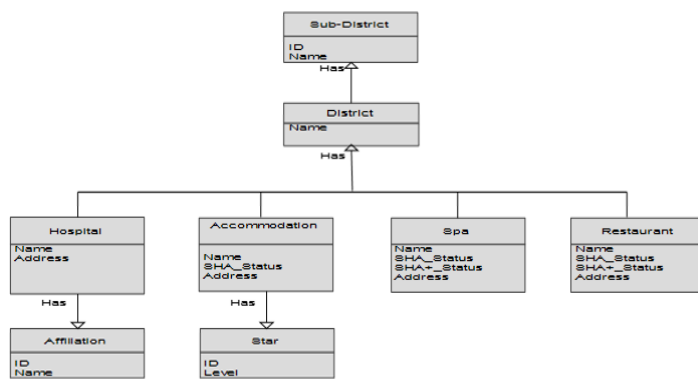 Sub-District
ID
Name
Has
District
Name
Has
Hospital
Name
Address
Accommodation
Name
SHA_Status
Address
Spa
Name
SHA_Status
SHA+_Status
Address
Restaurant
Name
SHA_Status
SHA+_Status
Address
Has
Has
Affiliation
ID
Name
Star
ID
Level